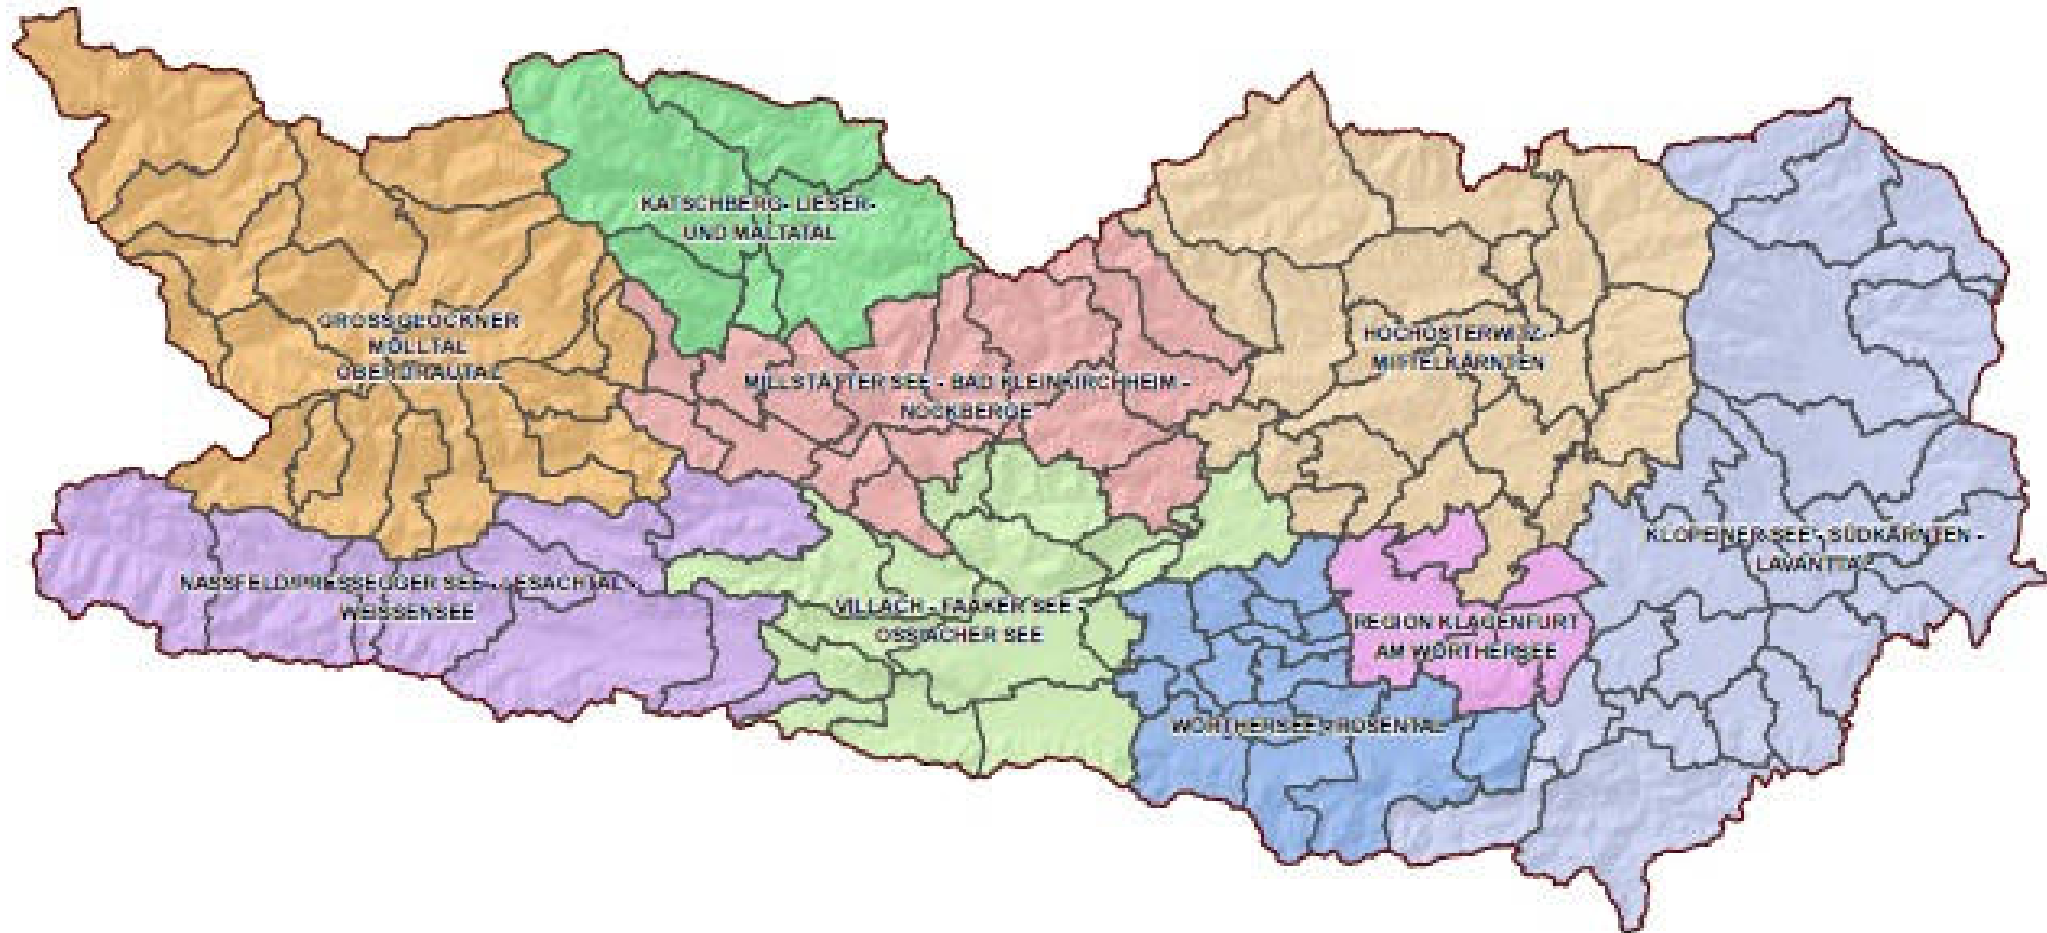 KATSCHBERG- LIESER-
UND MALTATAL
GROSSGLOCKNER
MÖLLTAL
OBERDRAUTAL
HOCHOSTERWITZ -
MITTELKÄRNTEN
MILLSTÄTTER SEE - BAD KLEINKIRCHHEIM -
NOCKBERGE
KLOPEINER SEE - SÜDKÄRNTEN -
LAVANTTAL
NASSFELD/PRESSEGGER SEE - LESACHTAL -
WEISSENSEE
VILLACH - FAAKER SEE -
OSSIACHER SEE
REGION KLAGENFURT
AM WÖRTHERSEE
WÖRTHERSEE - ROSENTAL